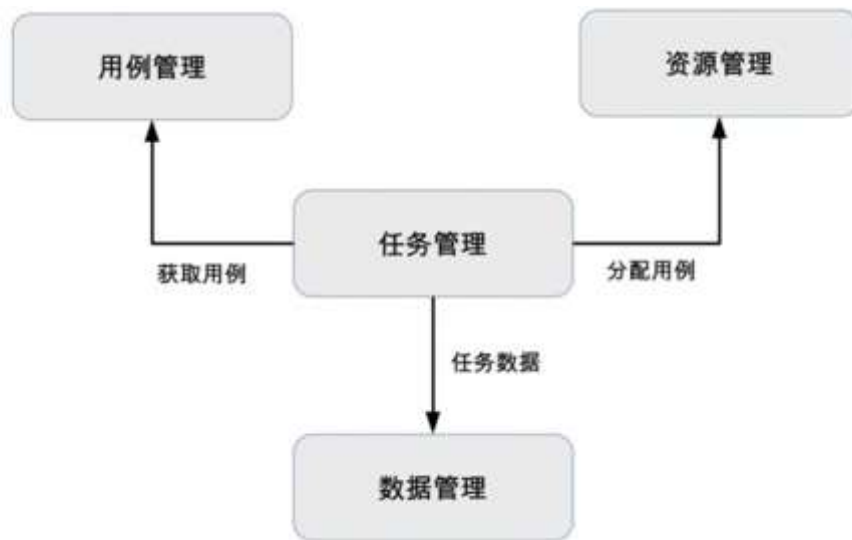 用例管理
资源管理
任务管理
获取用例
分配用例
任务数据
数据管理